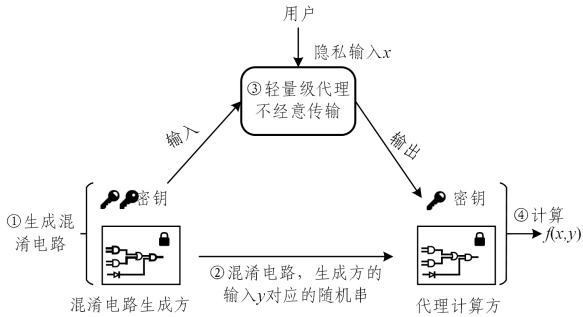 用户
隐私输入x
③轻量级代理
不经意传输
输入
输出
密钥
密钥
①生成混
淆电路
④计算
f(x,y)
②混淆电路，生成方的
输入y对应的随机串
混淆电路生成方
代理计算方